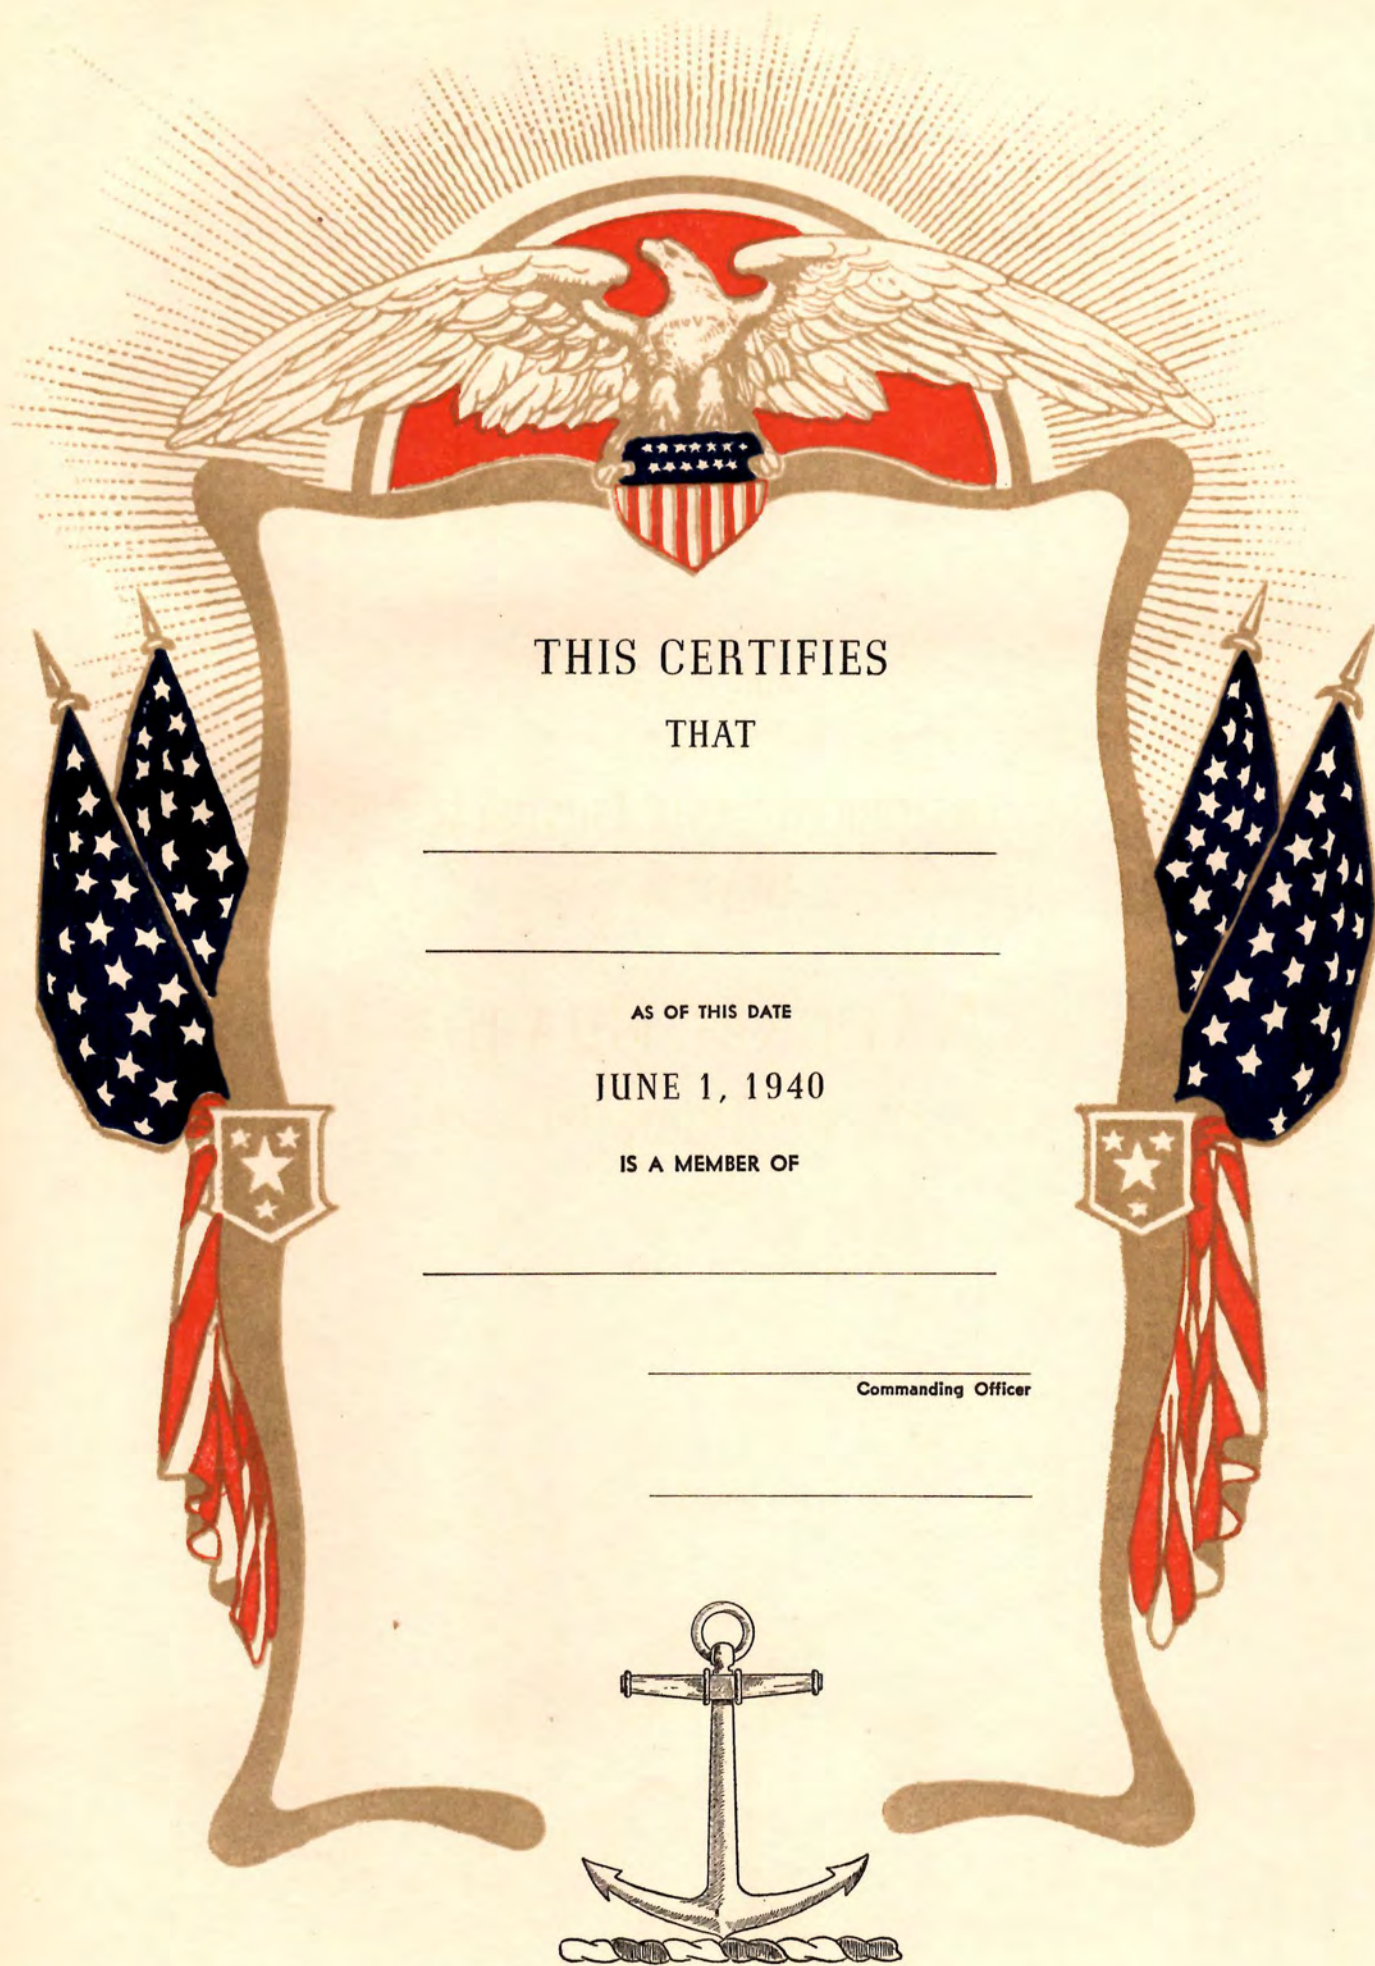 THIS CERTIFIES
THAT
AS OF THIS DATE
JUNE 1, 1940
IS A MEMBER OF
Commanding Officer